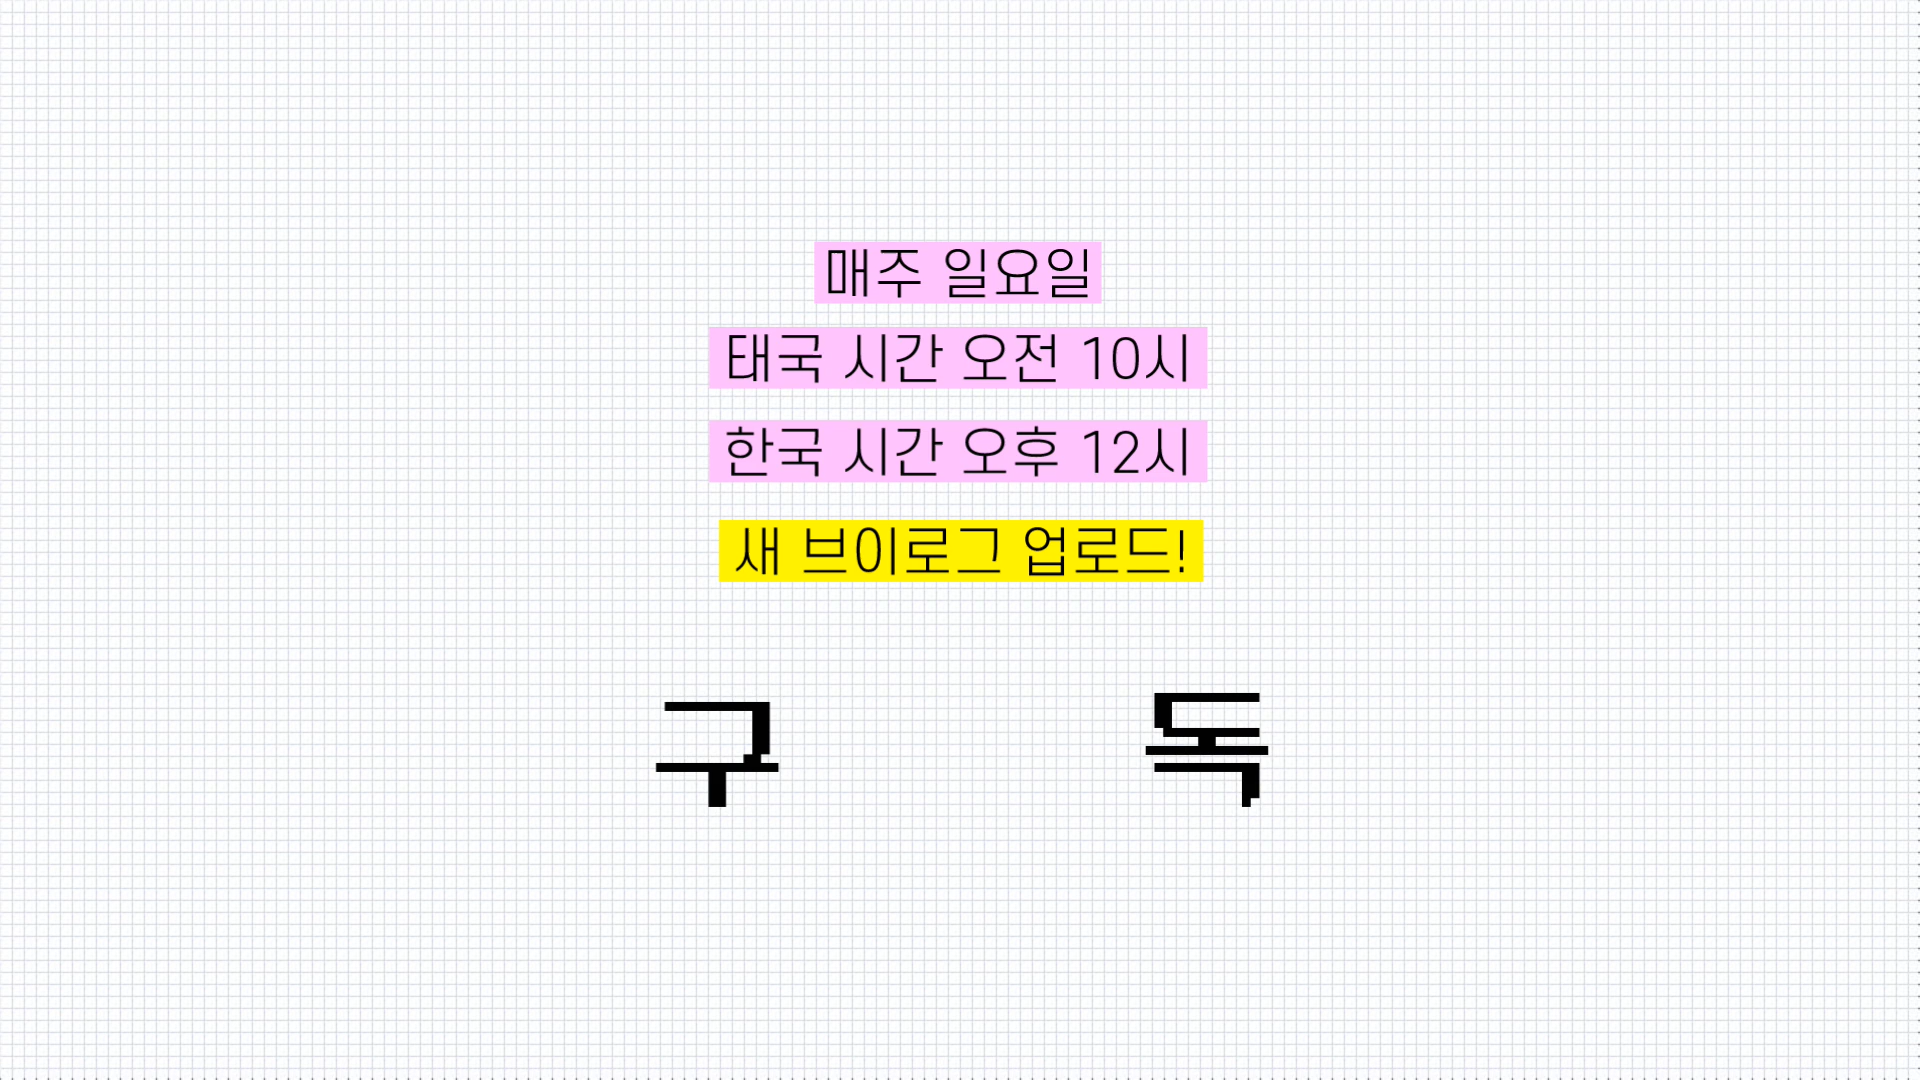 매주 일요일
태국 시간 오전 10시
한국 시간 오후 12시
새 브이로그 업로드!
구 독